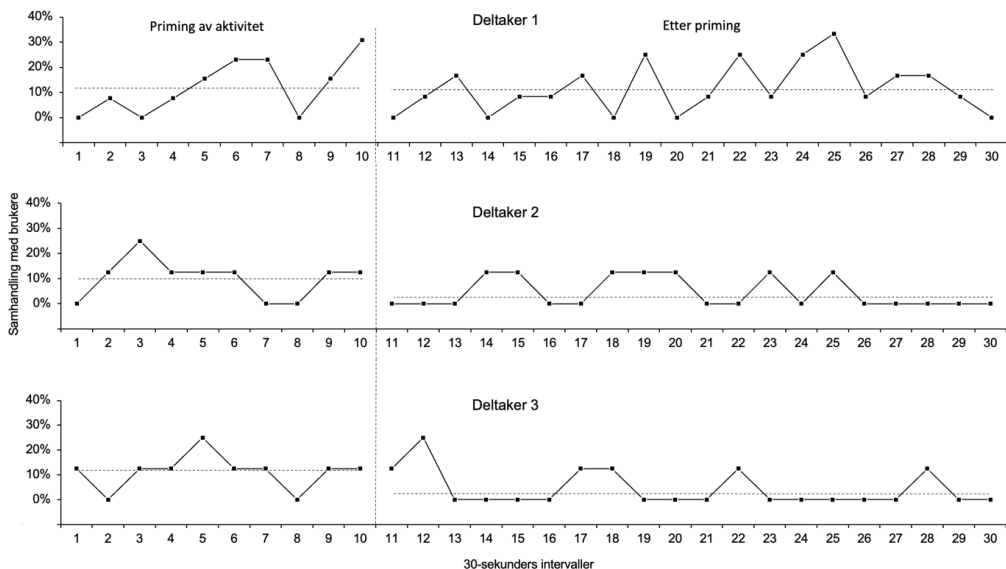 Priming av aktivitet
Deltaker 1
Etter priming
40%
30%
20%
10%
0%
1 2 3 4 5 6 7 8 9 10 11 12 13 14 15 16 17 18 19 20 21 22 23 24 25 26 27 28 29 30
Samhandling med brukere
Deltaker 2
40%
30%
20%
10%
0%
1 2 3 4 5 6 7 8 9 10 11 12 13 14 15 16 17 18 19 20 21 22 23 24 25 26 27 28 29 30
Deltaker 3
40%
30%
20%
10%
0%
1 2 3 4 5 6 7 8 9 10 11 12 13 14 15 16 17 18 19 20 21 22 23 24 25 26 27 28 29 30
30-sekunders intervaller